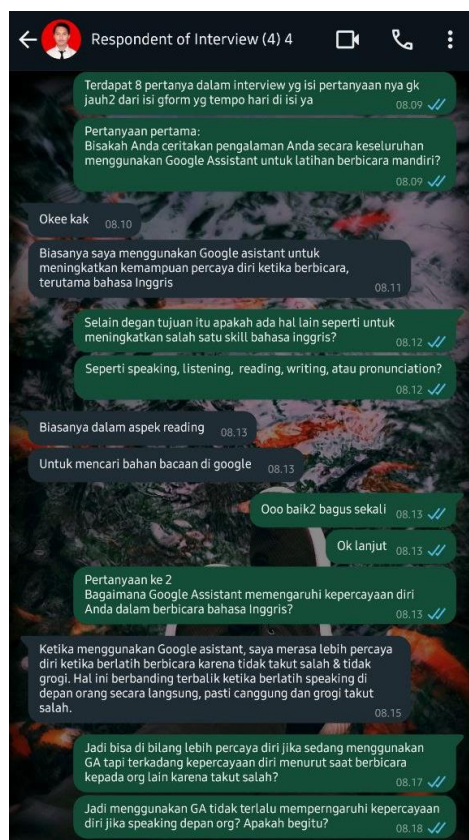 Respondent of Interview (4) 4
Terdapat 8 pertanya dalam interview yg isi pertanyaan nya gk
jauh2 dari isi gform yg tempo hari di isi ya
08.09
Pertanyaan pertama:
Bisakah Anda ceritakan pengalaman Anda secara keseluruhan
menggunakan Google Assistant untuk latihan berbicara mandiri?
08.09
Okee kak 08.10
Biasanya saya menggunakan Google asistant untuk
meningkatkan kemampuan percaya diri ketika berbicara,
terutama bahasa Inggris
08.11
Selain degan tujuan itu apakah ada hal lain seperti untuk
meningkatkan salah satu skill bahasa inggris?
08.12
Seperti speaking, listening, reading, writing, atau pronunciation?
08.12
Biasanya dalam aspek reading 08.13
Untuk mencari bahan bacaan di google 08.13
Ooo baik2 bagus sekali 08.13
Ok lanjut 08.13
Pertanyaan ke 2
Bagaimana Google Assistant memengaruhi kepercayaan diri
Anda dalam berbicara bahasa Inggris?
08.13
Ketika menggunakan Google asistant, saya merasa lebih percaya
diri ketika berlatih berbicara karena tidak takut salah & tidak
grogi. Hal ini berbanding terbalik ketika berlatih speaking di
depan orang secara langsung, pasti canggung dan grogi takut
salah.
08.15
Jadi bisa di bilang lebih percaya diri jika sedang menggunakan
GA tapi terkadang kepercayaan diri menurut saat berbicara
kepada org lain karena takut salah?
08.17
Jadi menggunakan GA tidak terlalu memperngaruhi kepercayaan
diri jika speaking depan org? Apakah begitu?
08.18